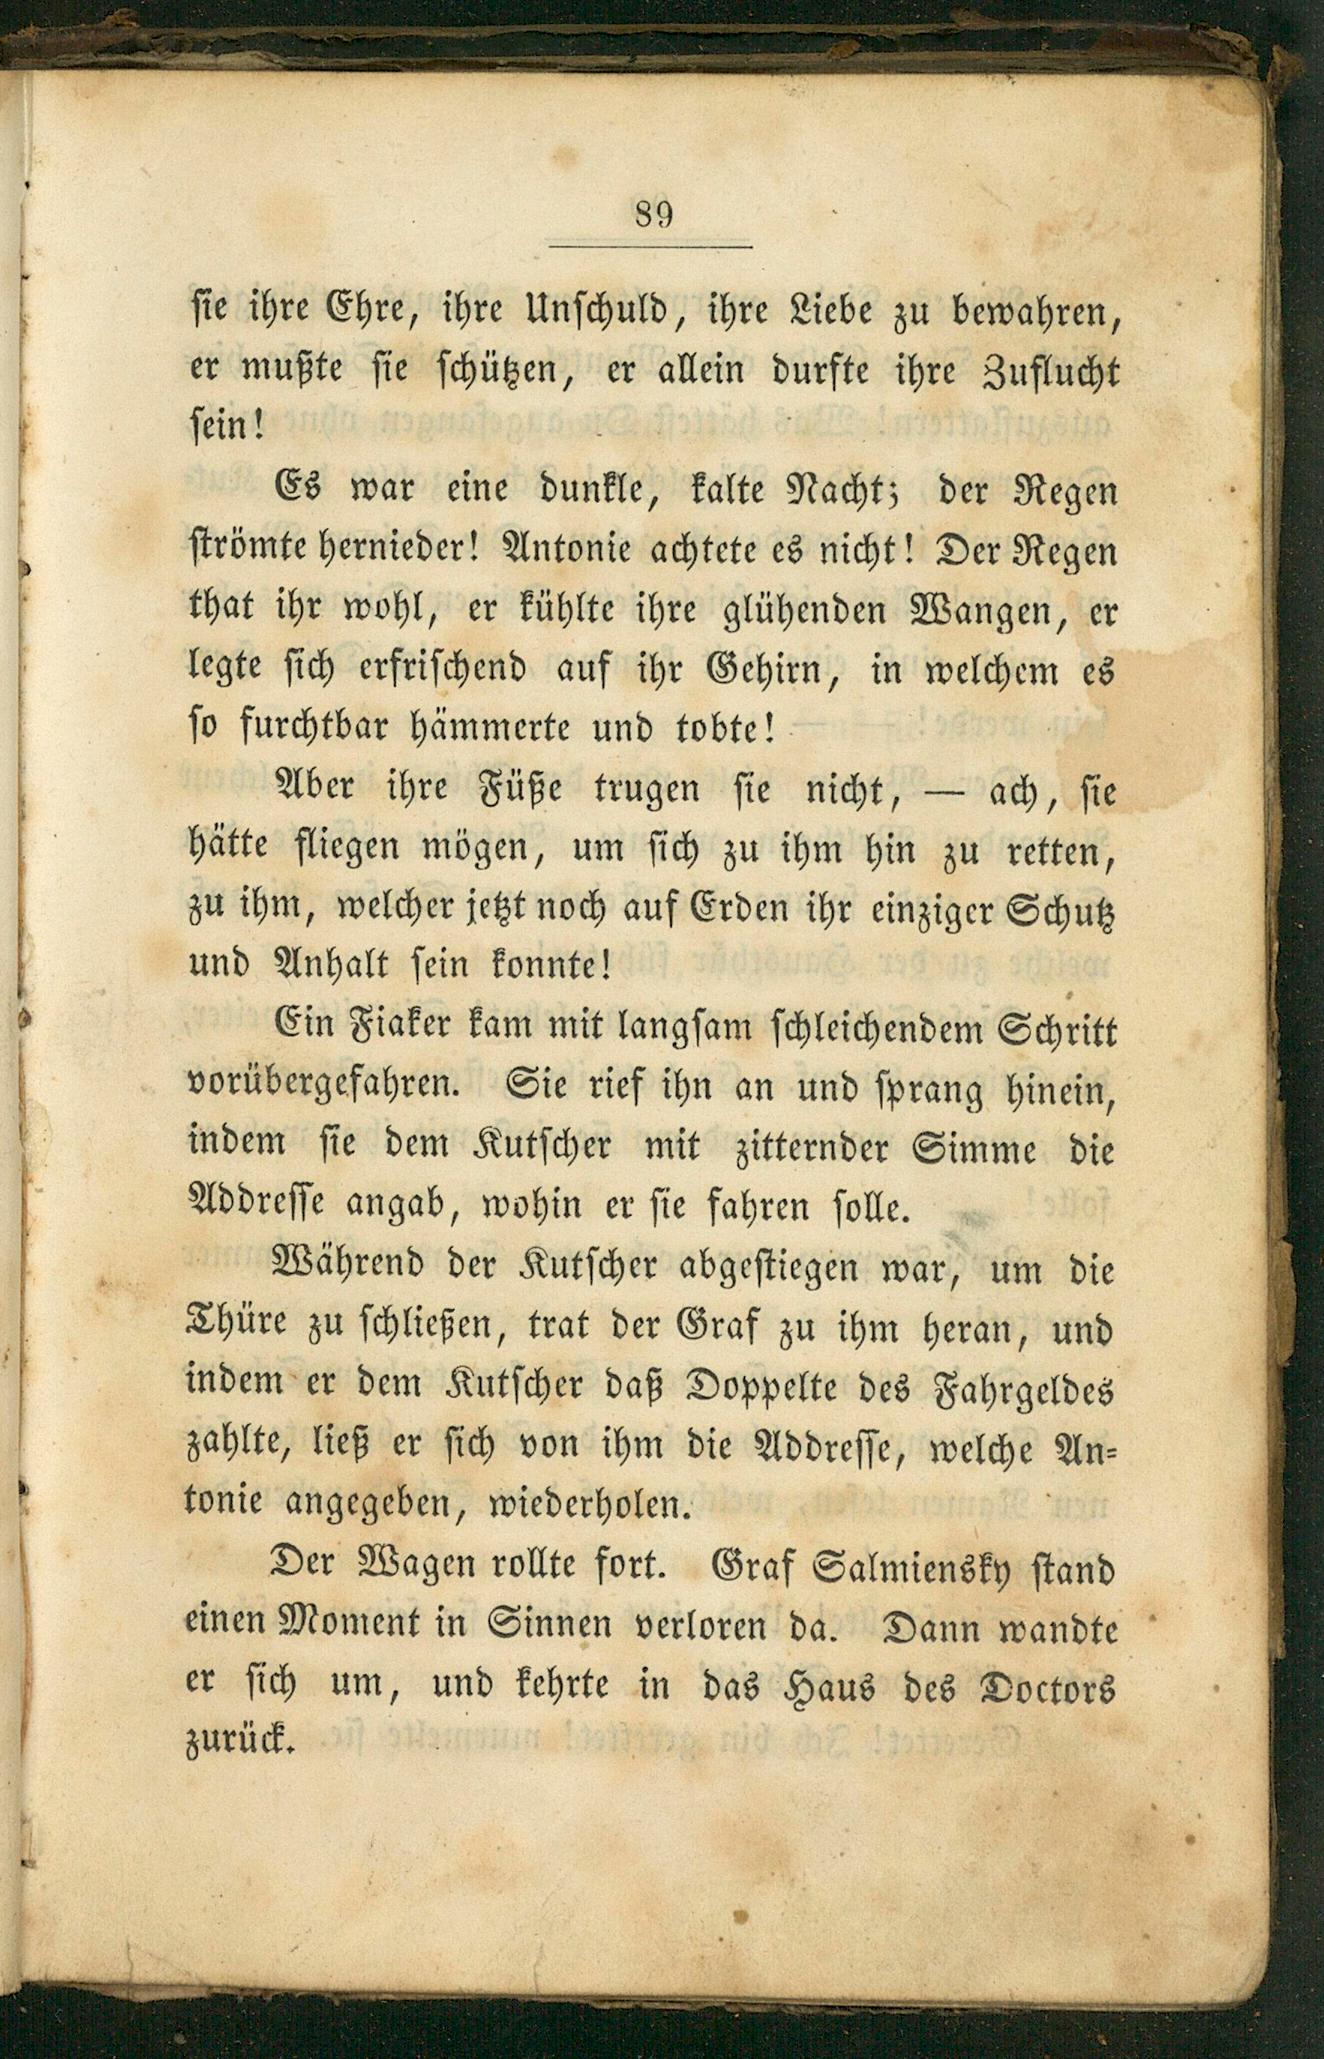 89
sie ihre Ehre, ihre Unschuld, ihre Liebe zu bewahren,
er mußte sie schützen, er allein durfte ihre Zuflucht
sein!
Es war eine dunkle, kalte Nacht; der Regen
strömte hernieder! Antonie achtete es nicht! Der Regen
that ihr wohl, er kühlte ihre glühenden Wangen, er
legte sich erfrischend auf ihr Gehirn, in welchem es
so furchtbar hämmerte und tobte!
Aber ihre Füße trugen sie nicht, — ach, sie
hätte fliegen mögen, um sich zu ihm hin zu retten,
zu ihm, welcher jetzt noch auf Erden ihr einziger Schutz
und Anhalt sein konnte!
Ein Fiaker kam mit langsam schleichendem Schritt
vorübergefahren. Sie rief ihn an und sprang hinein,
indem sie dem Kutscher mit zitternder Simme die
Addresse angab, wohin er sie fahren solle.
Während der Kutscher abgestiegen war, um die
Thüre zu schließen, trat der Graf zu ihm heran, und
indem er dem Kutscher daß Doppelte des Fahrgeldes
zahlte, ließ er sich von ihm die Addresse, welche An-
tonie angegeben, wiederholen.
Der Wagen rollte fort. Graf Salmiensky stand
einen Moment in Sinnen verloren da. Dann wandte
er sich um, und kehrte in das Haus des Doctors
zurück.